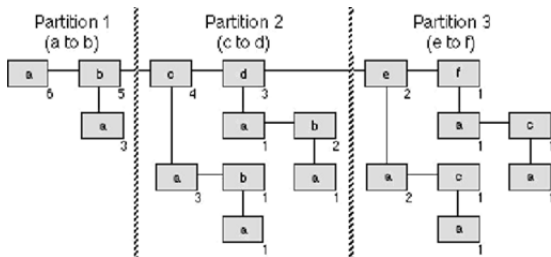 Partition 1 Partition 2 Partition 3
(a to b) (c to d) (e to f)
a b c d e f
6 5 4 3 2 1
a a b a c
3 1 2 1 1
a b a a c a
3 1 1 2 1 1
a a
1 1